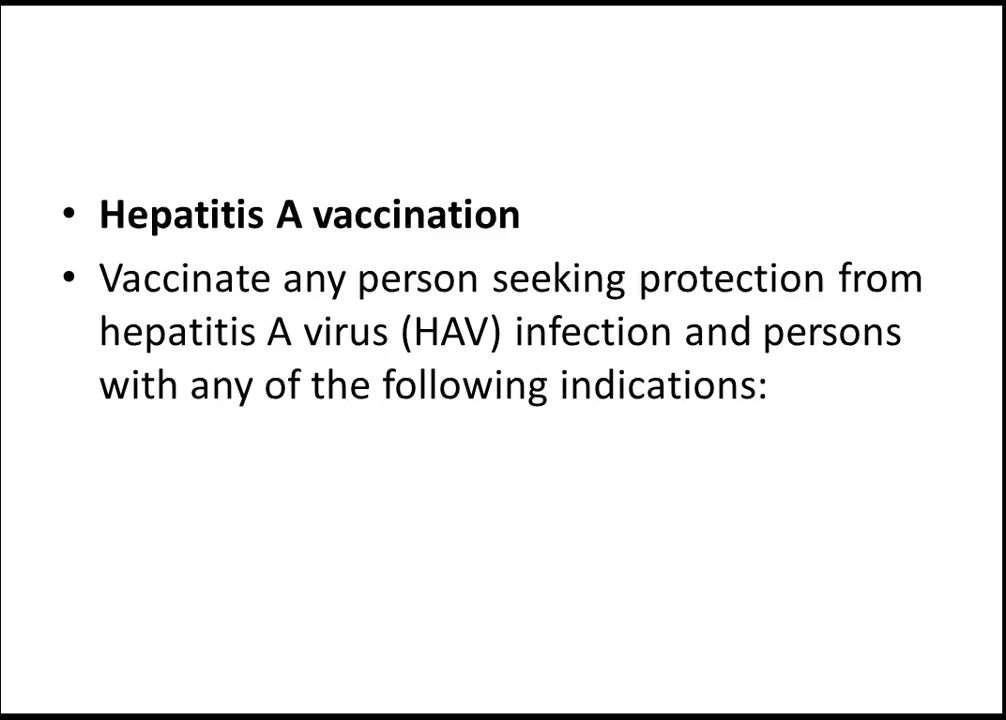 • Hepatitis A vaccination
• Vaccinate any person seeking protection from
hepatitis A virus (HAV) infection and persons
with any of the following indications: